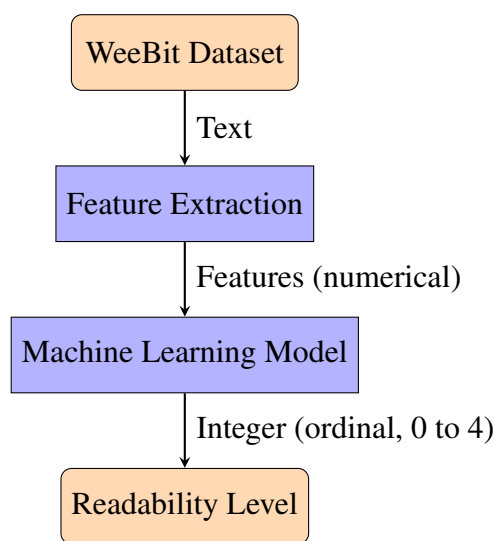 WeeBit Dataset
Text
Feature Extraction
Features (numerical)
Machine Learning Model
Integer (ordinal, 0 to 4)
Readability Level